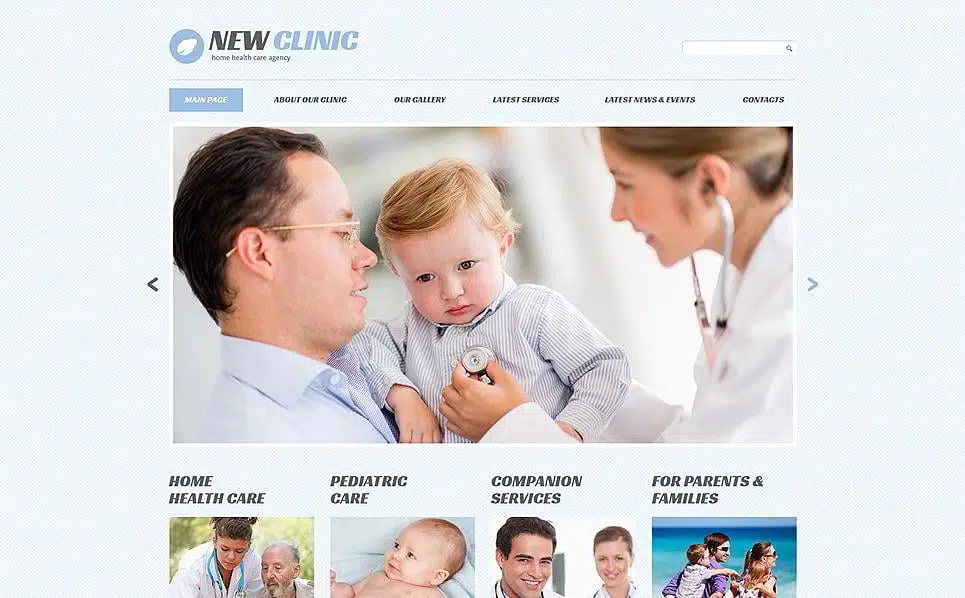 NEW CLINIC
home health care agency
MAIN PAGE
ABOUT OUR CLINIC
OUR GALLERY
LATEST SERVICES
LATEST NEWS & EVENTS
CONTACTS
HOME
HEALTH CARE
PEDIATRIC
CARE
COMPANION
SERVICES
FOR PARENTS &
FAMILIES